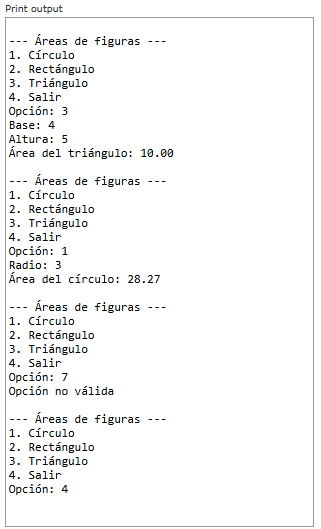 Print output
--- Áreas de figuras ---
1. Círculo
2. Rectángulo
3. Triángulo
4. Salir
Opción: 3
Base: 4
Altura: 5
Área del triángulo: 10.00
--- Áreas de figuras ---
1. Círculo
2. Rectángulo
3. Triángulo
4. Salir
Opción: 1
Radio: 3
Área del círculo: 28.27
--- Áreas de figuras ---
1. Círculo
2. Rectángulo
3. Triángulo
4. Salir
Opción: 7
Opción no válida
--- Áreas de figuras ---
1. Círculo
2. Rectángulo
3. Triángulo
4. Salir
Opción: 4